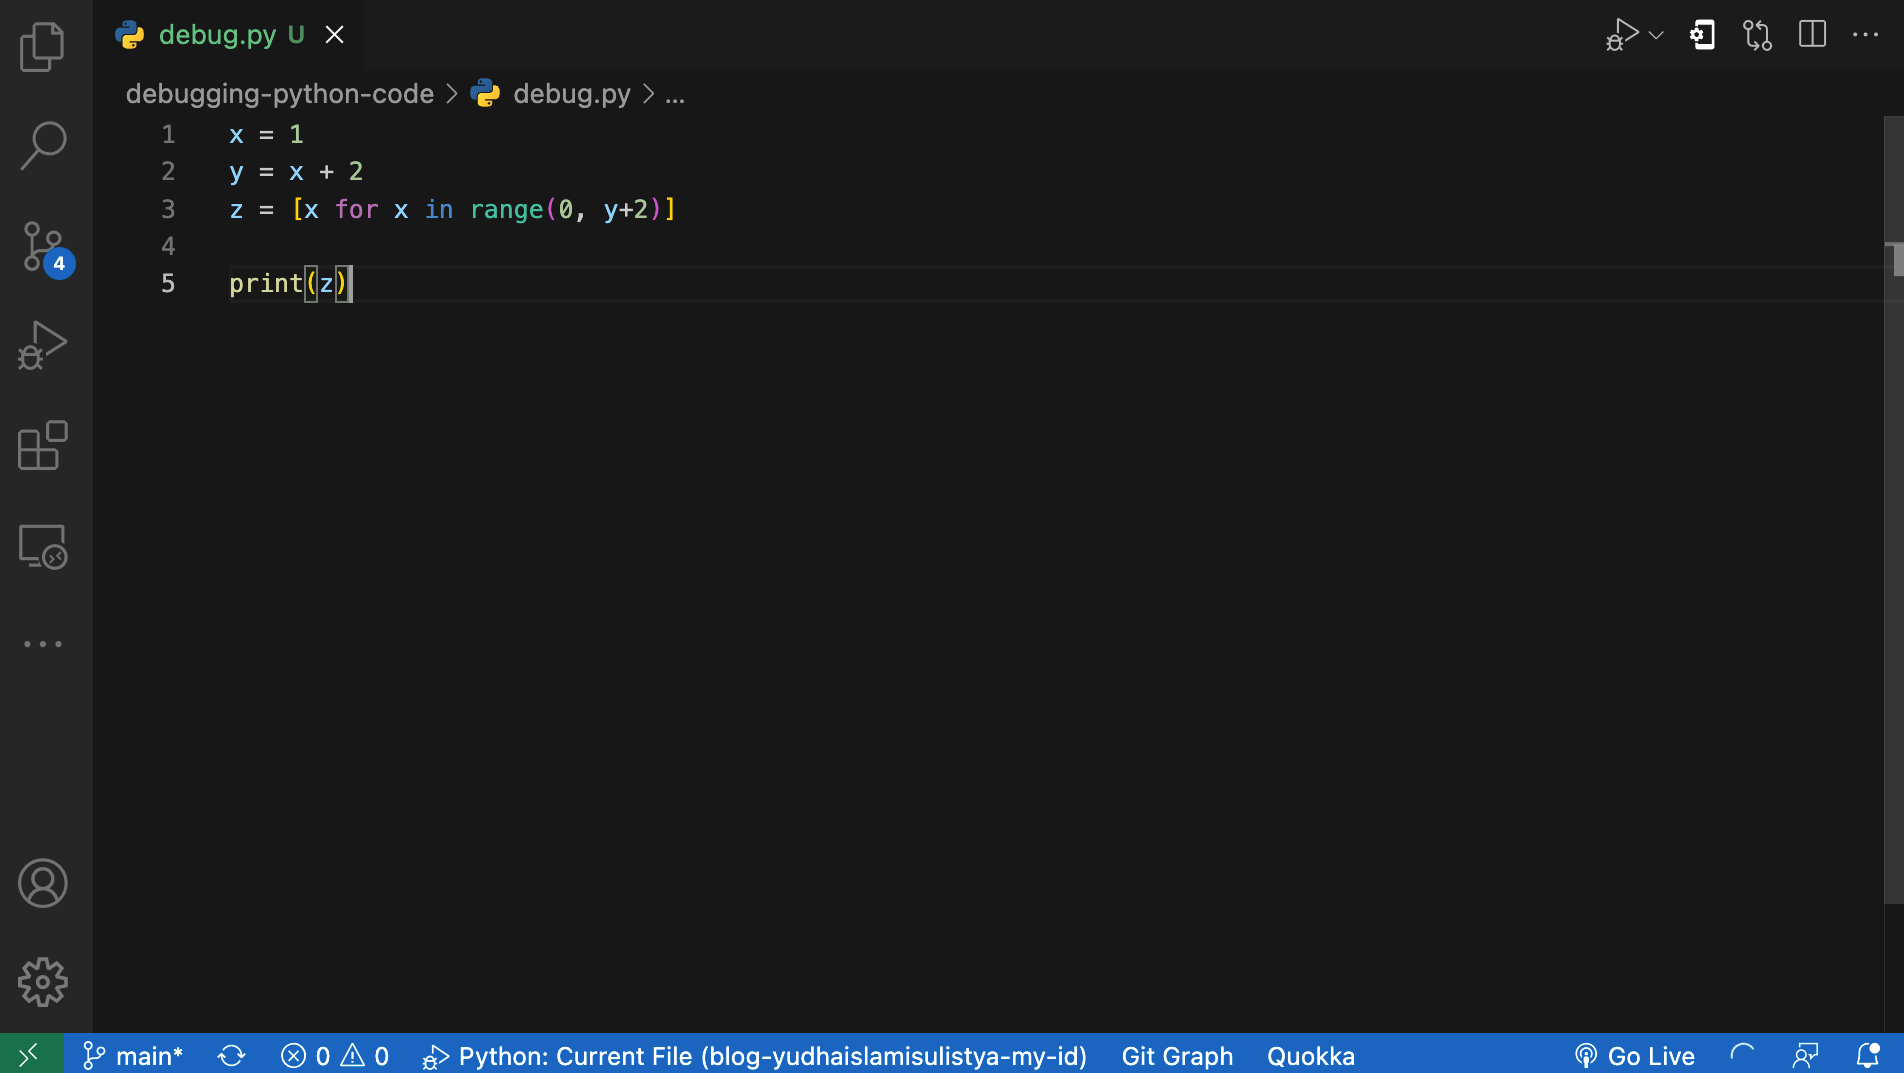 debug.py U
debugging-python-code > debug.py > ...
1 x = 1
2 y = x + 2
3 z = [x for x in range(0, y+2)]
4
5 print(z)
4
main* 0 0 Python: Current File (blog-yudhaislamisulistya-my-id) Git Graph Quokka Go Live